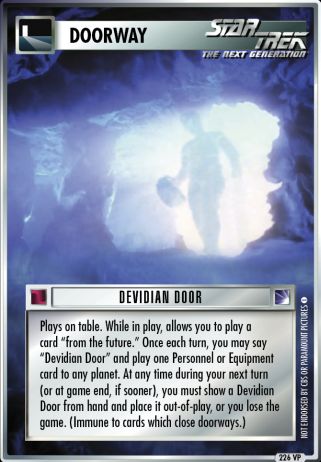 DOORWAY
STAR TREK
THE NEXT GENERATION
DEVIDIAN DOOR
Plays on table. While in play, allows you to play a
card “from the future.” Once each turn, you may say
“Devidian Door” and play one Personnel or Equipment
card to any planet. At any time during your next turn
(or at game end, if sooner), you must show a Devidian
Door from hand and place it out-of-play, or you lose the
game. (Immune to cards which close doorways.)
NOT ENDORSED BY CBS OR PARAMOUNT PICTURES
226 VP